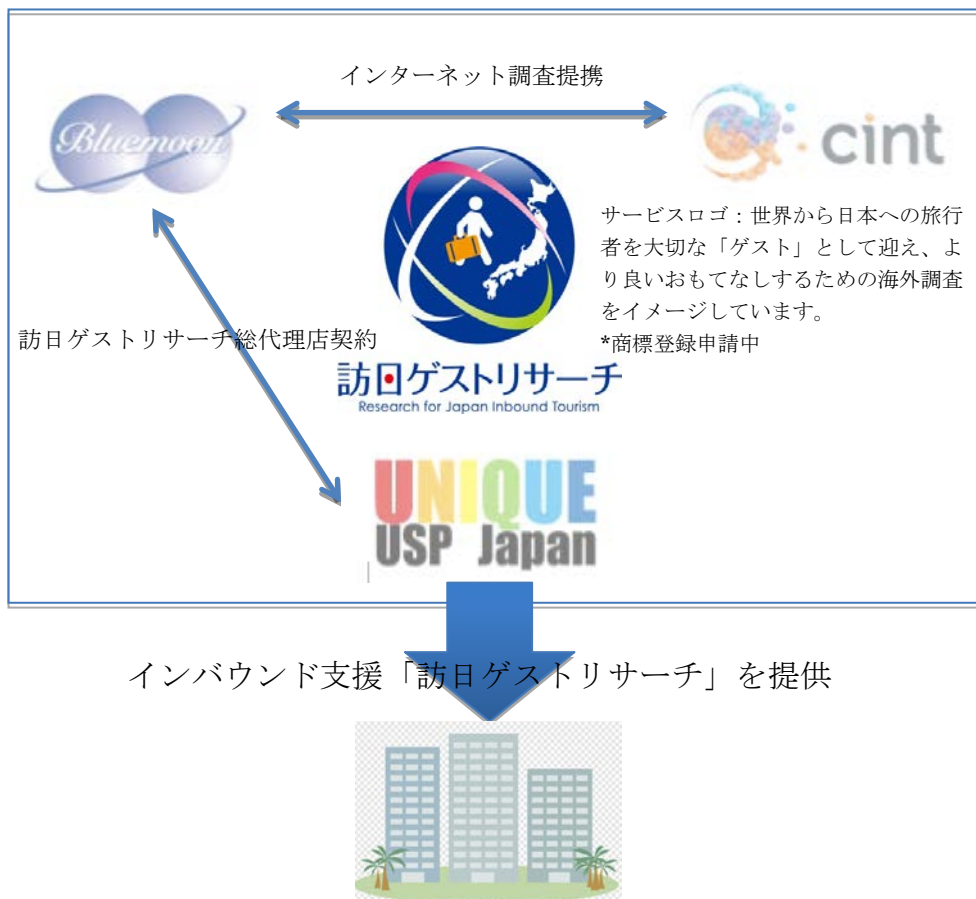 インターネット調査提携
Bluemoon
cint
サービスロゴ：世界から日本への旅行
者を大切な「ゲスト」として迎え、よ
り良いおもてなしするための海外調査
をイメージしています。
*商標登録申請中
訪日ゲストリサーチ総代理店契約
訪日ゲストリサーチ
Research for Japan Inbound Tourism
UNIQUE
USP Japan
インバウンド支援「訪日ゲストリサーチ」を提供